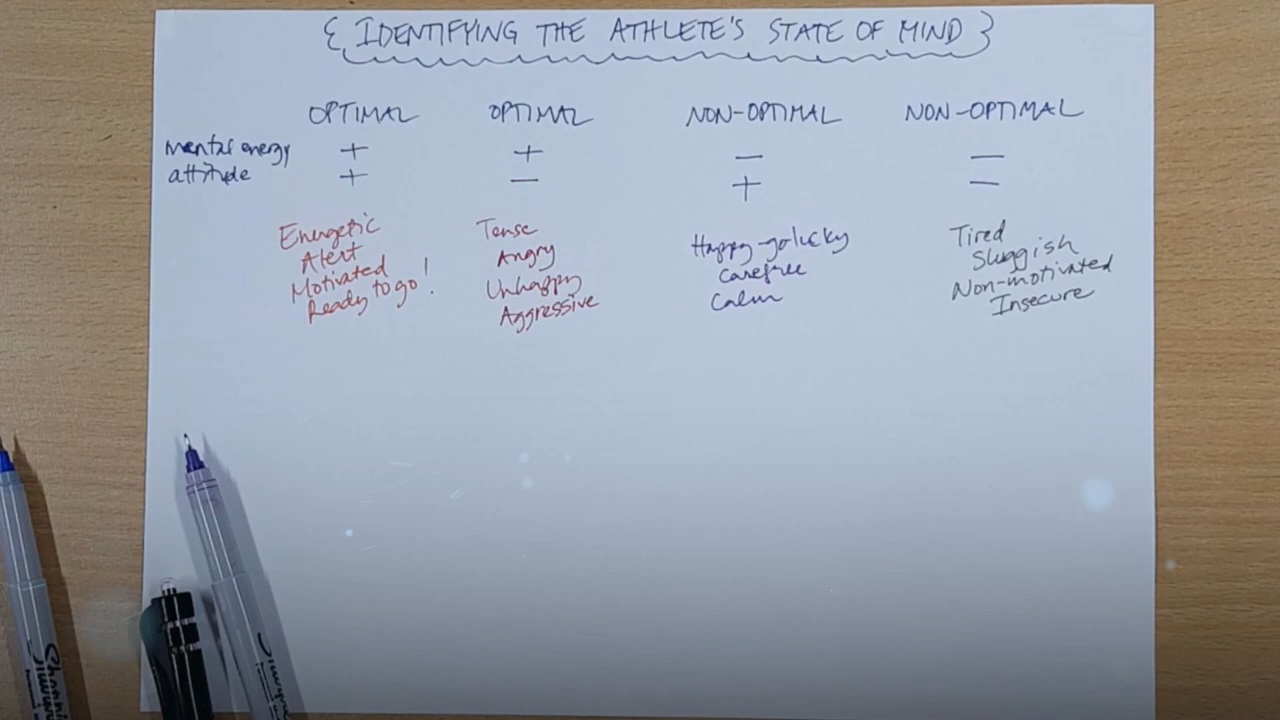 { IDENTIFYING THE ATHLETE'S STATE OF MIND }
OPTIMAL OPTIMAL NON-OPTIMAL NON-OPTIMAL
mental energy + + - -
attitude + - + -
Energetic
Alert
Motivated
Ready to go!
Tense
Angry
Unhappy
Aggressive
Happy-go lucky
Carefree
Calm
Tired
Sluggish
Non-motivated
Insecure